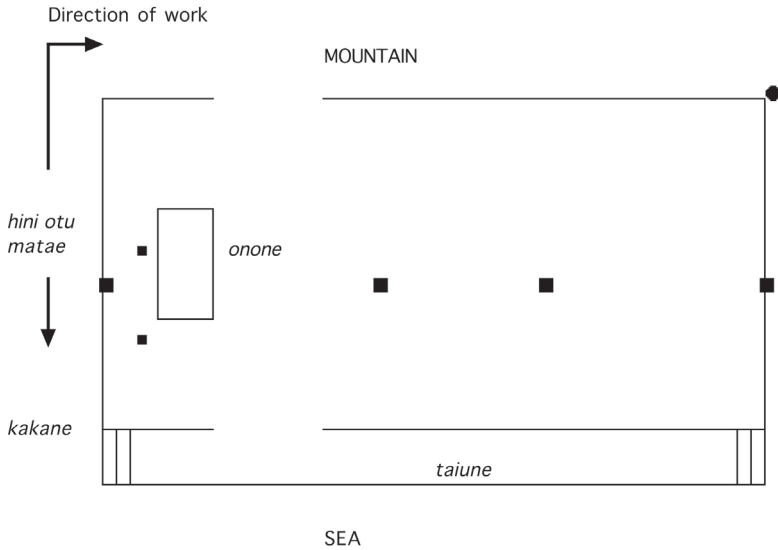 Direction of work
MOUNTAIN
hini otu
matae
onone
kakane
taiune
SEA